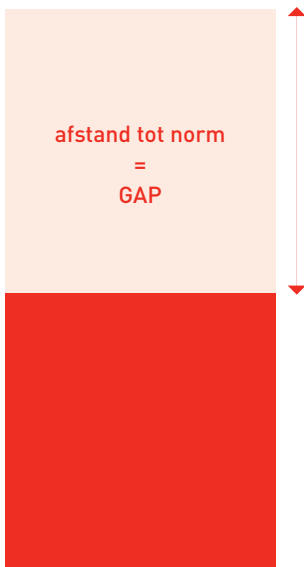 afstand tot norm
=
GAP